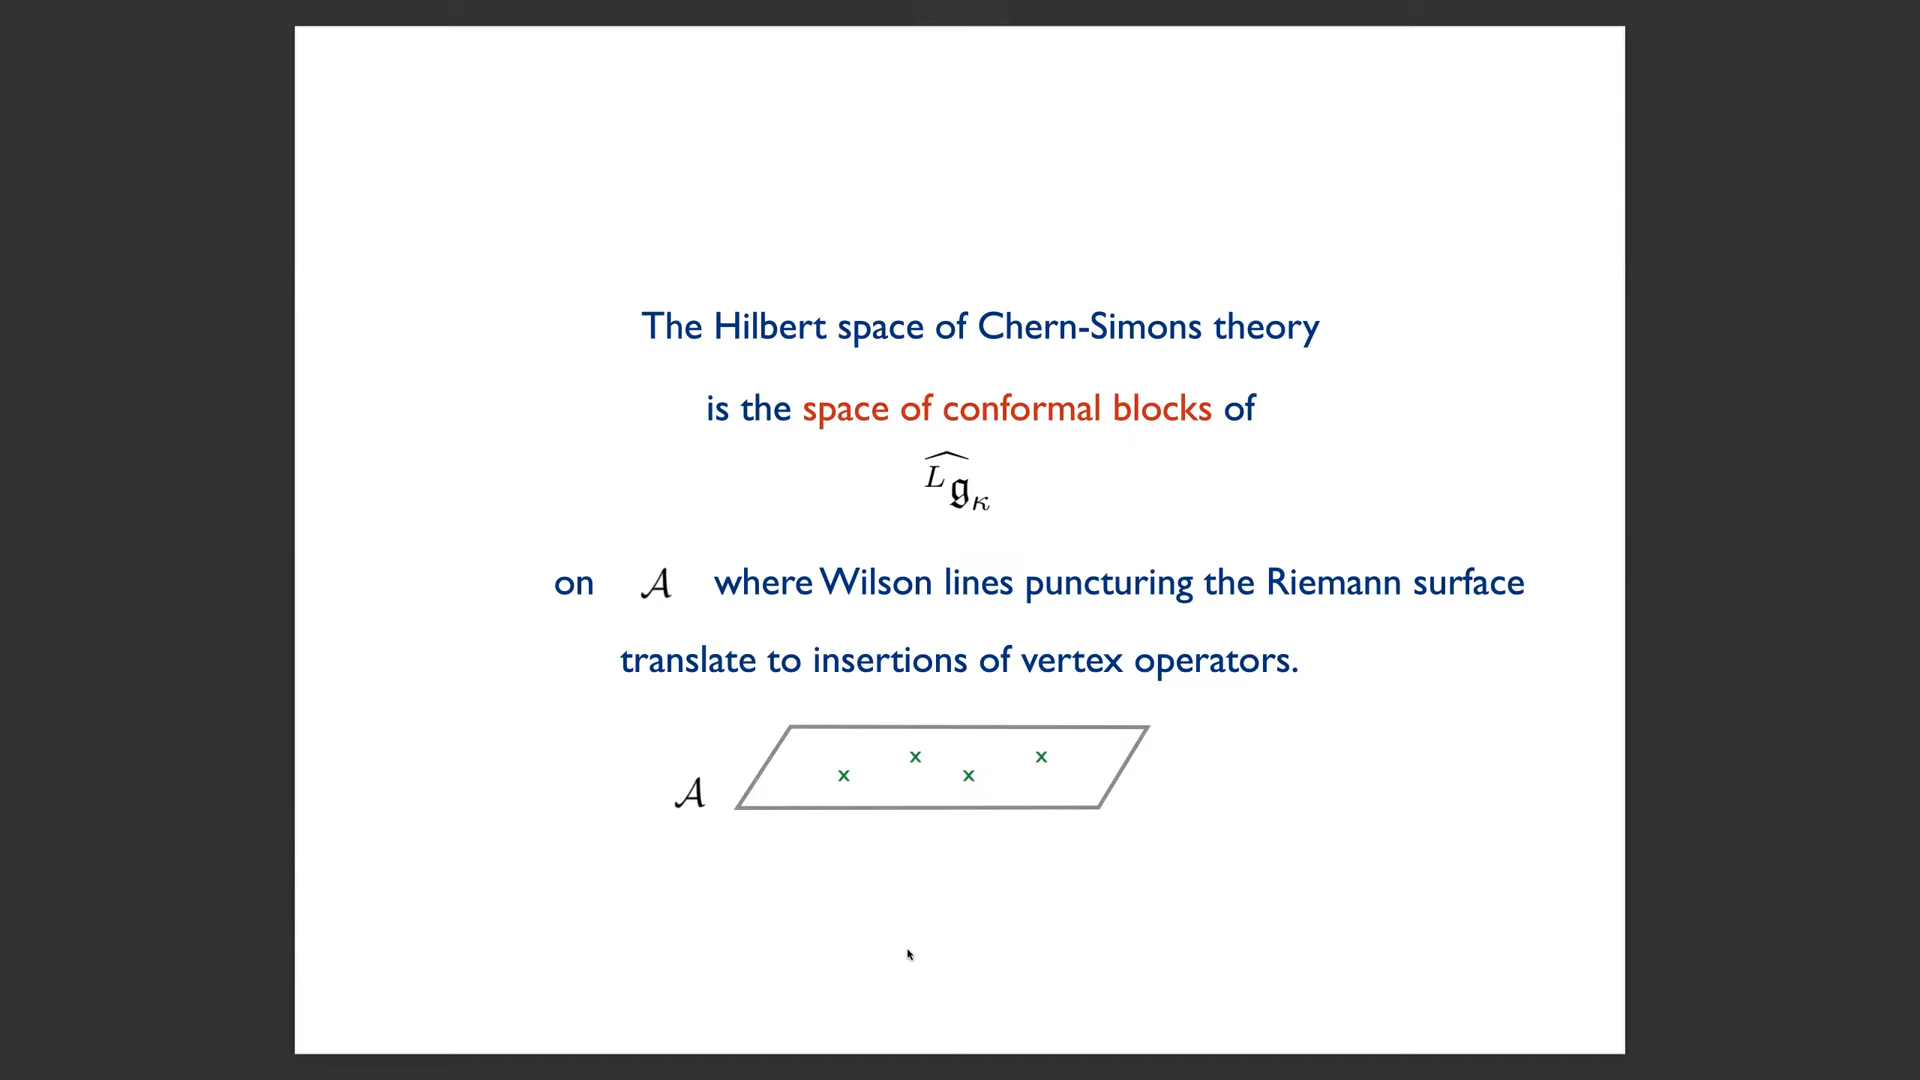 The Hilbert space of Chern-Simons theory
is the space of conformal blocks of
$\widehat{^L\mathfrak{g}}_\kappa$
on $\mathcal{A}$ where Wilson lines puncturing the Riemann surface
translate to insertions of vertex operators.
x x
x x
$\mathcal{A}$